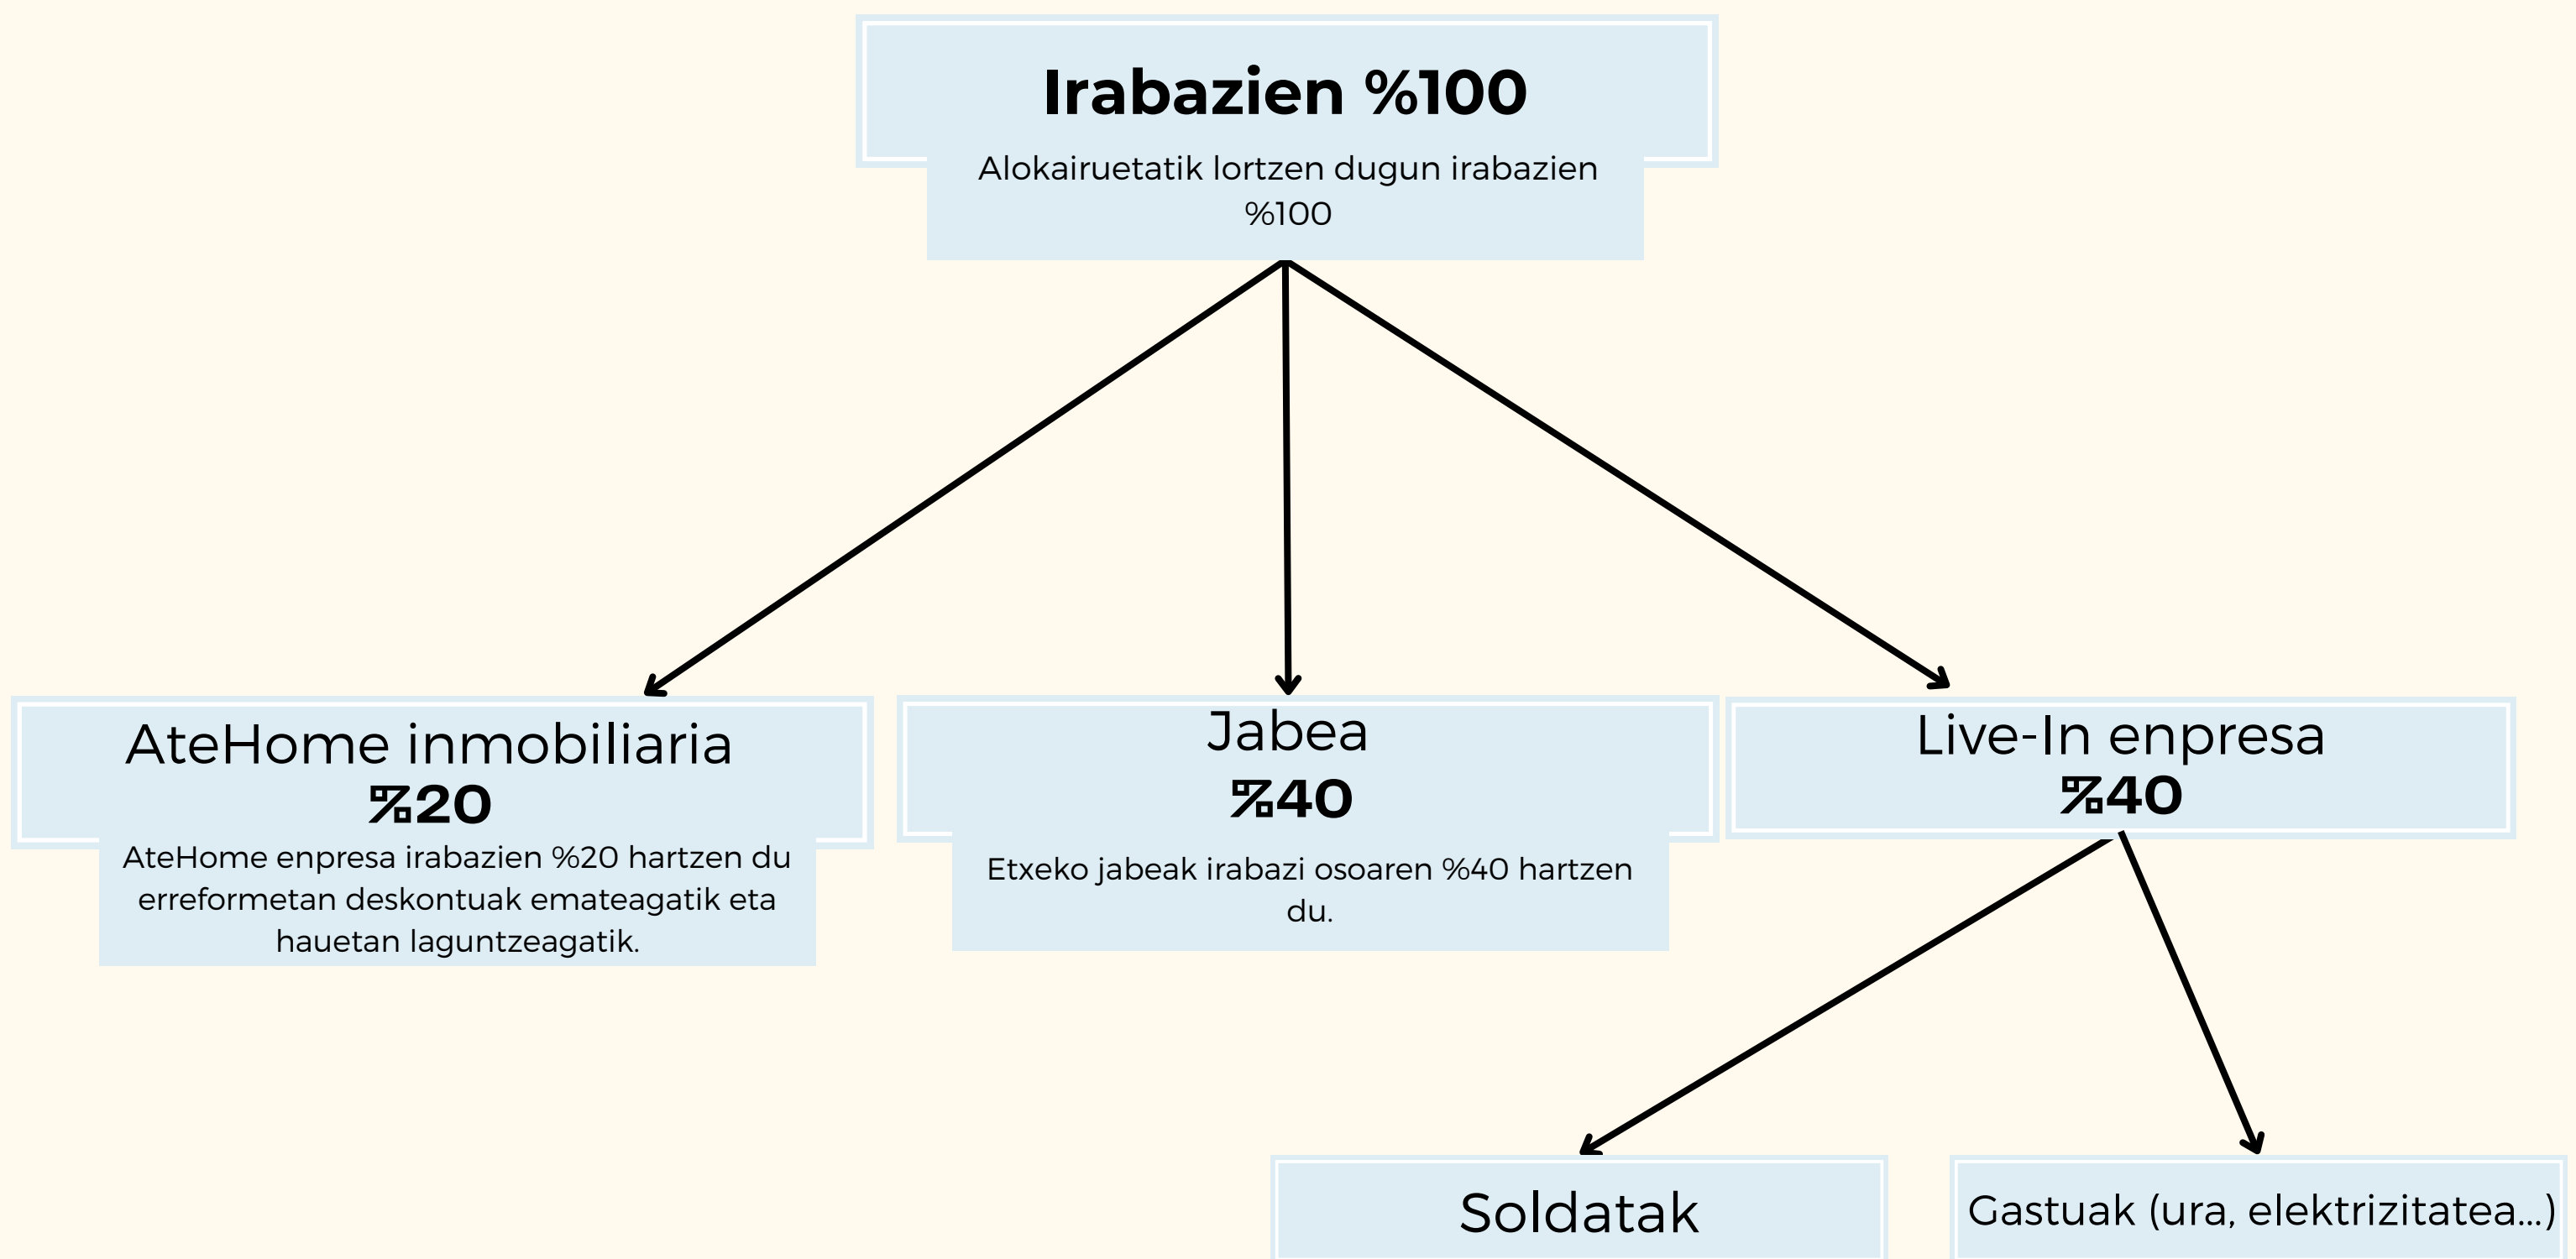 Irabazien %100
Alokairuetatik lortzen dugun irabazien
%100
AteHome inmobiliaria
%20
AteHome enpresa irabazien %20 hartzen du
erreformetan deskontuak emateagatik eta
hauetan laguntzeagatik.
Jabea
%40
Etxeko jabeak irabazi osoaren %40 hartzen
du.
Live-In enpresa
%40
Soldatak
Gastuak (ura, elektrizitatea...)